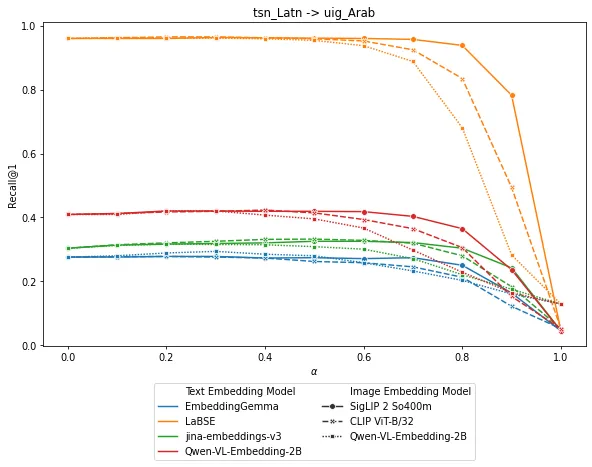 tsn_Latn -> uig_Arab
1.0
0.8
0.6
0.4
0.2
0.0
Recall@1
0.0 0.2 0.4 0.6 0.8 1.0
α
Text Embedding Model Image Embedding Model
EmbeddingGemma SigLIP 2 So400m
LaBSE CLIP ViT-B/32
jina-embeddings-v3 Qwen-VL-Embedding-2B
Qwen-VL-Embedding-2B